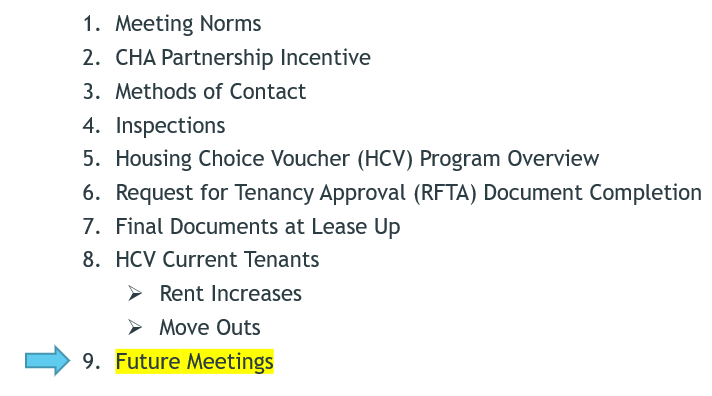 1. Meeting Norms
2. CHA Partnership Incentive
3. Methods of Contact
4. Inspections
5. Housing Choice Voucher (HCV) Program Overview
6. Request for Tenancy Approval (RFTA) Document Completion
7. Final Documents at Lease Up
8. HCV Current Tenants
➢ Rent Increases
➢ Move Outs
9. Future Meetings